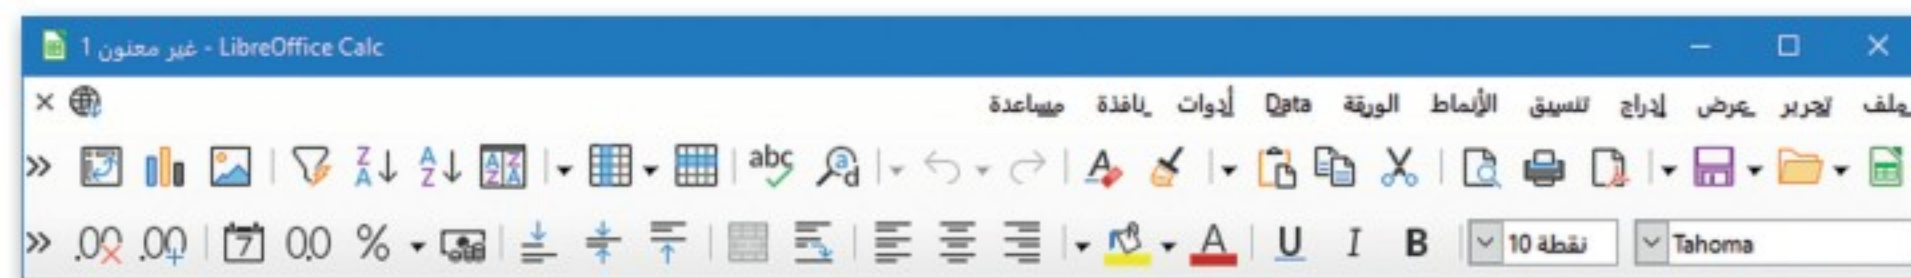 غير معنون 1 - LibreOffice Calc
ملف تحرير عرض إدراج تنسيق الأنماط الورقة Data أدوات نافذة مساعدة
abc
Tahoma 10 نقطة B I U A % 0,0 7 .00 .00